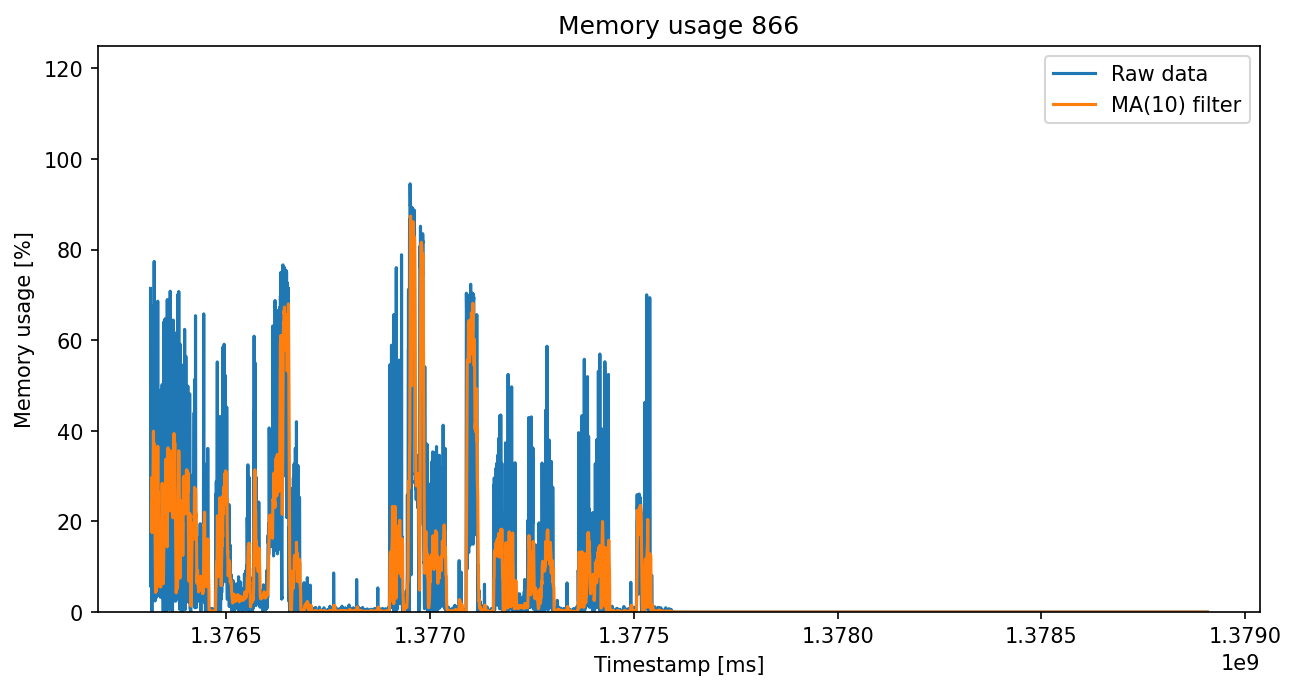 Memory usage 866
Raw data
MA(10) filter
Memory usage [%]
120
100
80
60
40
20
0
1.3765 1.3770 1.3775 1.3780 1.3785 1.3790
1e9
Timestamp [ms]